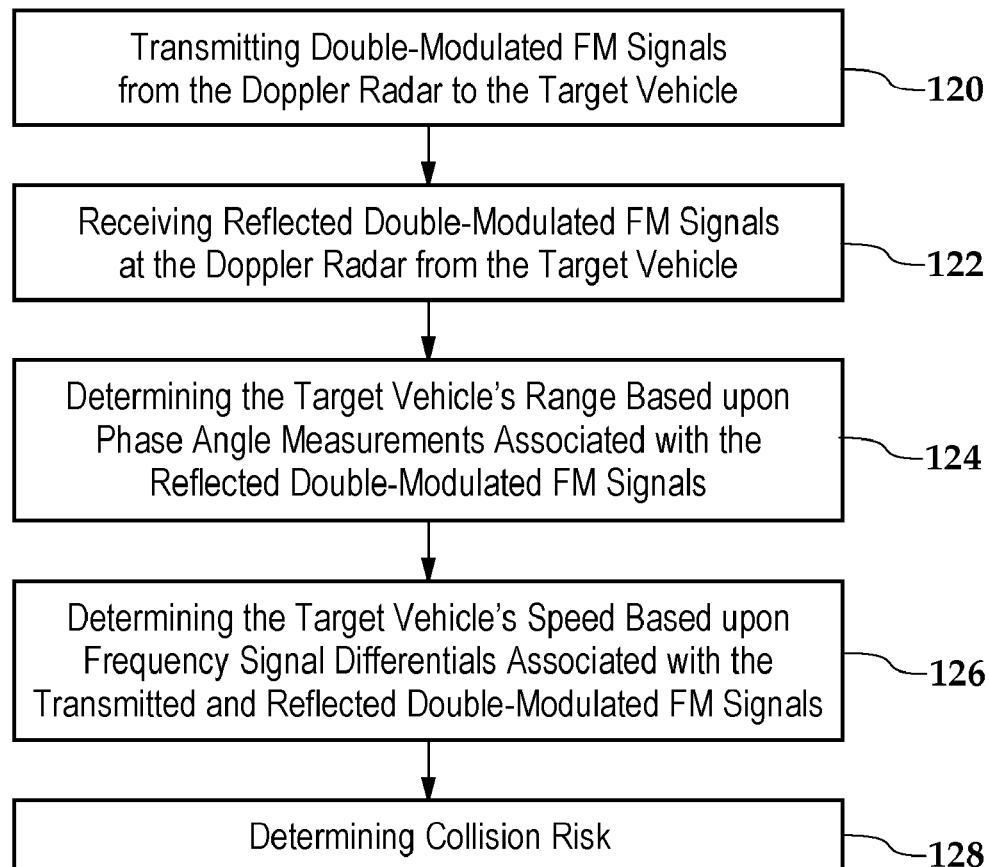 Transmitting Double-Modulated FM Signals
from the Doppler Radar to the Target Vehicle
120
Receiving Reflected Double-Modulated FM Signals
at the Doppler Radar from the Target Vehicle
122
Determining the Target Vehicle's Range Based upon
Phase Angle Measurements Associated with the
Reflected Double-Modulated FM Signals
124
Determining the Target Vehicle's Speed Based upon
Frequency Signal Differentials Associated with the
Transmitted and Reflected Double-Modulated FM Signals
126
Determining Collision Risk
128